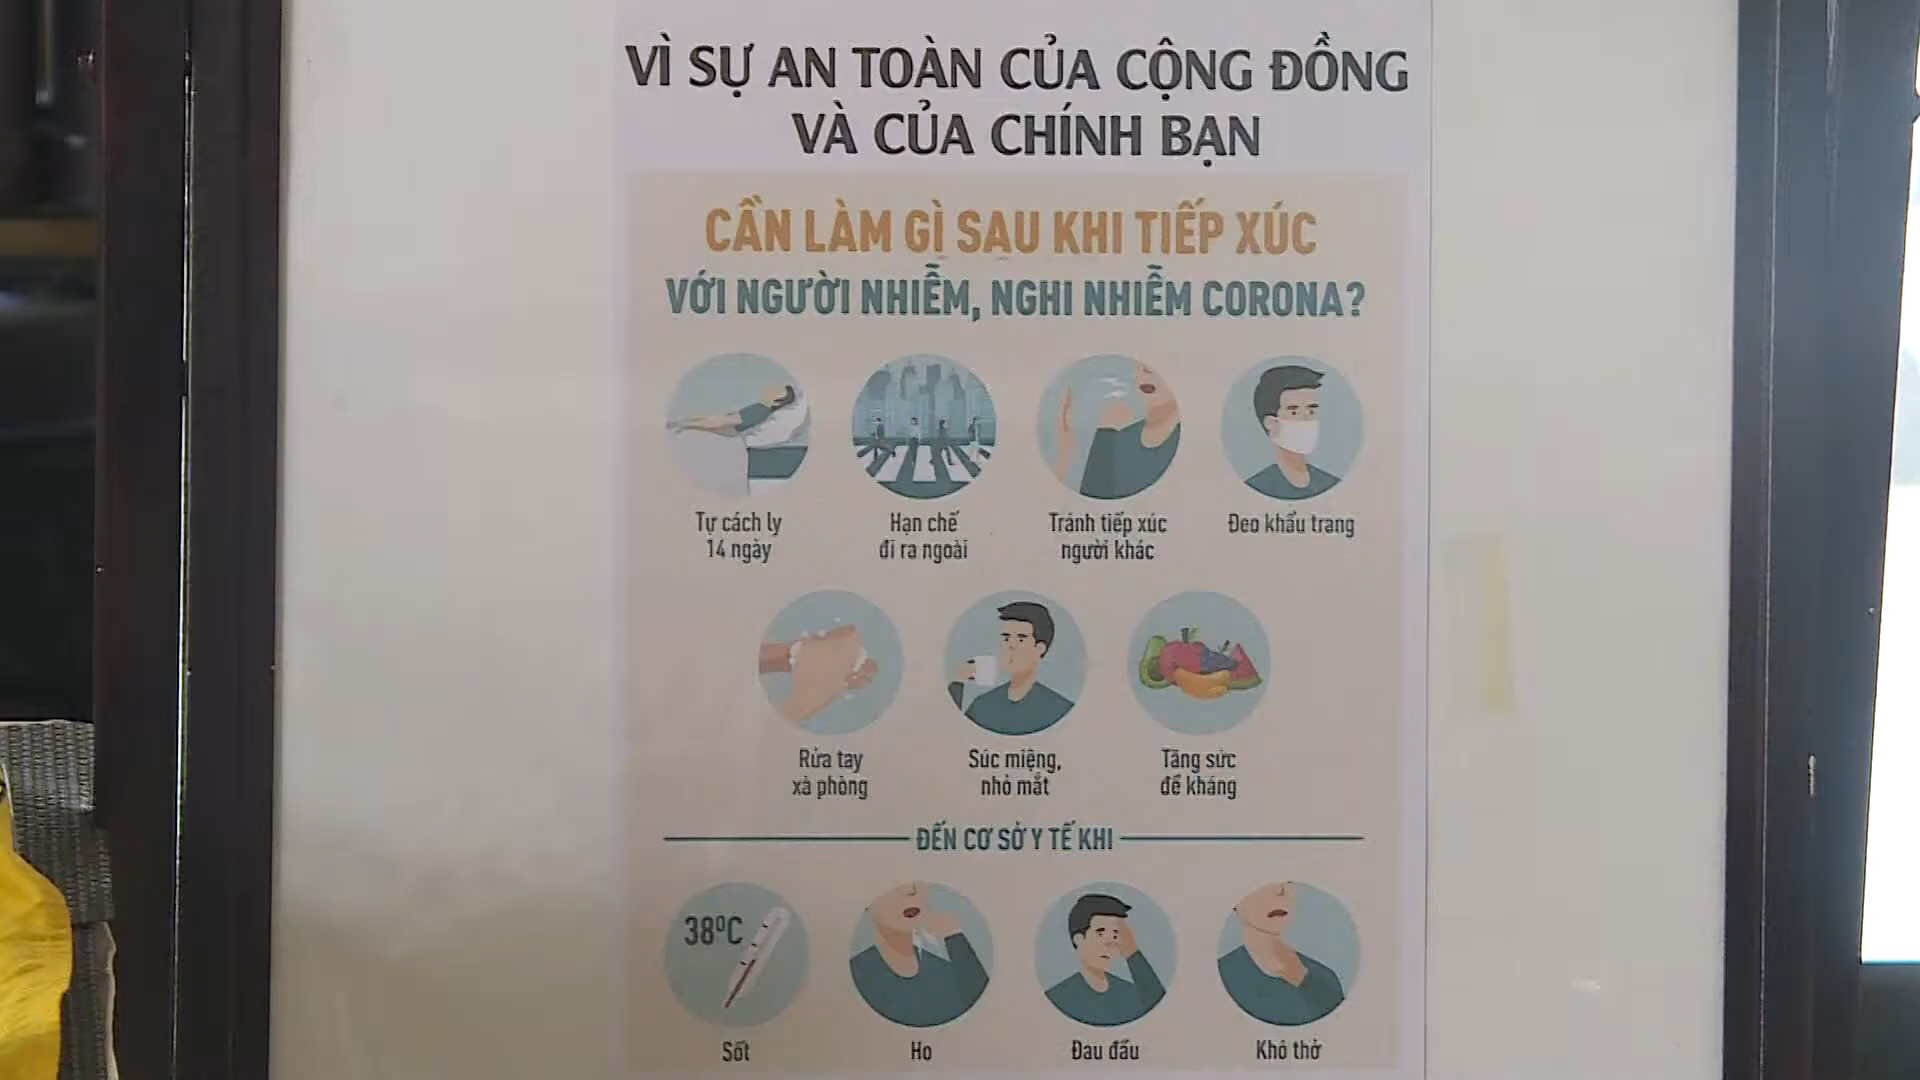 VÌ SỰ AN TOÀN CỦA CỘNG ĐỒNG
VÀ CỦA CHÍNH BẠN
CẦN LÀM GÌ SAU KHI TIẾP XÚC
VỚI NGƯỜI NHIỄM, NGHI NHIỄM CORONA?
Tự cách ly
14 ngày
Hạn chế
đi ra ngoài
Tránh tiếp xúc
người khác
Đeo khẩu trang
Rửa tay
xà phòng
Súc miệng,
nhỏ mắt
Tăng sức
đề kháng
ĐẾN CƠ SỞ Y TẾ KHI
38⁰C
Sốt
Ho
Đau đầu
Khó thở